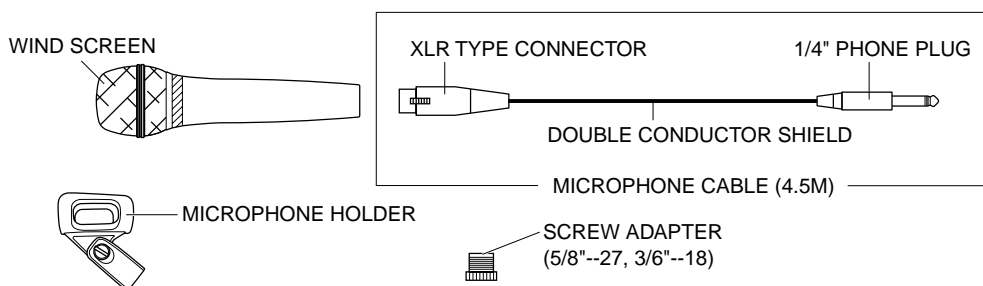 WIND SCREEN
XLR TYPE CONNECTOR
1/4" PHONE PLUG
DOUBLE CONDUCTOR SHIELD
MICROPHONE CABLE (4.5M)
MICROPHONE HOLDER
SCREW ADAPTER
(5/8"--27, 3/6"--18)